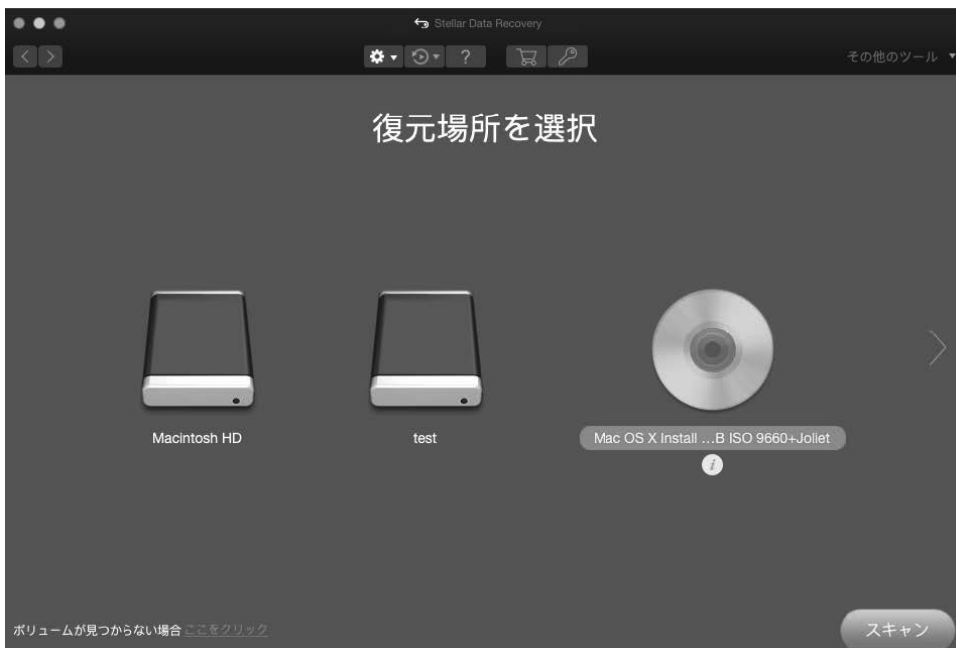 Stellar Data Recovery
?
その他のツール
復元場所を選択
Macintosh HD
test
Mac OS X Install ...B ISO 9660+Joliet
i
ボリュームが見つからない場合 ここをクリック
スキャン